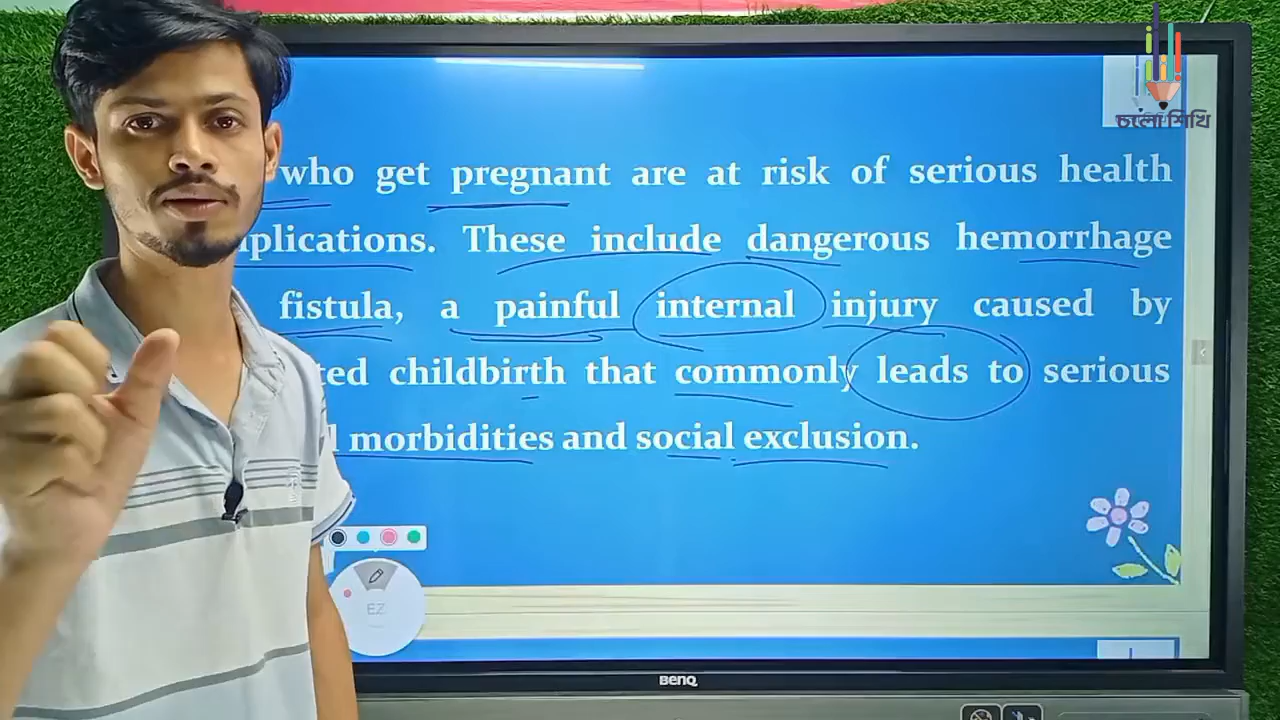 who get pregnant are at risk of serious health
plications. These include dangerous hemorrhage
fistula, a painful internal injury caused by
ted childbirth that commonly leads to serious
l morbidities and social exclusion.
চলো শিখি
EZ
BenQ